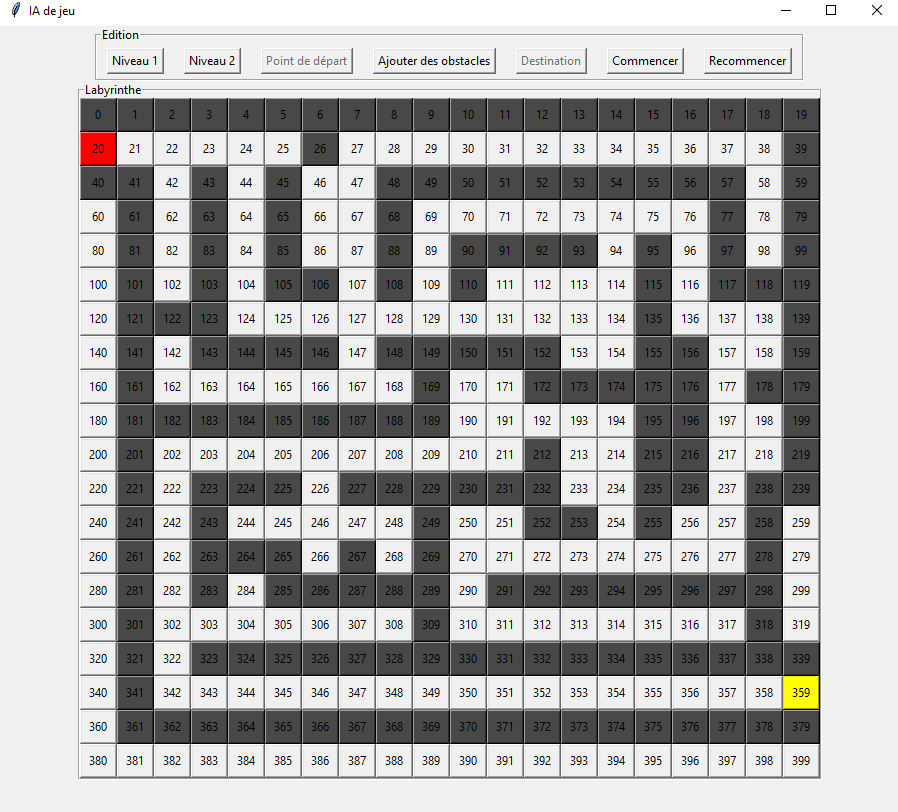 IA de jeu
Edition
Niveau 1 Niveau 2 Point de départ Ajouter des obstacles Destination Commencer Recommencer
Labyrinthe
0 1 2 3 4 5 6 7 8 9 10 11 12 13 14 15 16 17 18 19
20 21 22 23 24 25 26 27 28 29 30 31 32 33 34 35 36 37 38 39
40 41 42 43 44 45 46 47 48 49 50 51 52 53 54 55 56 57 58 59
60 61 62 63 64 65 66 67 68 69 70 71 72 73 74 75 76 77 78 79
80 81 82 83 84 85 86 87 88 89 90 91 92 93 94 95 96 97 98 99
100 101 102 103 104 105 106 107 108 109 110 111 112 113 114 115 116 117 118 119
120 121 122 123 124 125 126 127 128 129 130 131 132 133 134 135 136 137 138 139
140 141 142 143 144 145 146 147 148 149 150 151 152 153 154 155 156 157 158 159
160 161 162 163 164 165 166 167 168 169 170 171 172 173 174 175 176 177 178 179
180 181 182 183 184 185 186 187 188 189 190 191 192 193 194 195 196 197 198 199
200 201 202 203 204 205 206 207 208 209 210 211 212 213 214 215 216 217 218 219
220 221 222 223 224 225 226 227 228 229 230 231 232 233 234 235 236 237 238 239
240 241 242 243 244 245 246 247 248 249 250 251 252 253 254 255 256 257 258 259
260 261 262 263 264 265 266 267 268 269 270 271 272 273 274 275 276 277 278 279
280 281 282 283 284 285 286 287 288 289 290 291 292 293 294 295 296 297 298 299
300 301 302 303 304 305 306 307 308 309 310 311 312 313 314 315 316 317 318 319
320 321 322 323 324 325 326 327 328 329 330 331 332 333 334 335 336 337 338 339
340 341 342 343 344 345 346 347 348 349 350 351 352 353 354 355 356 357 358 359
360 361 362 363 364 365 366 367 368 369 370 371 372 373 374 375 376 377 378 379
380 381 382 383 384 385 386 387 388 389 390 391 392 393 394 395 396 397 398 399